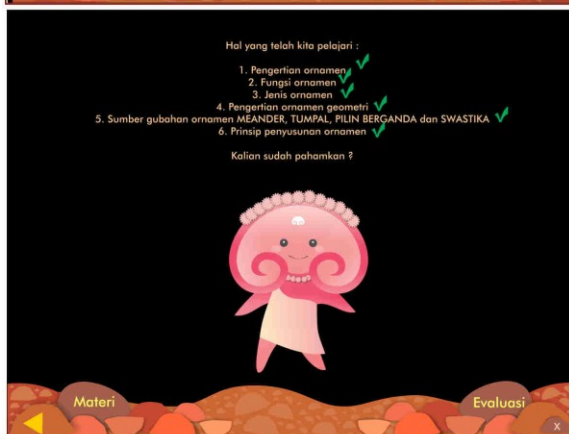 Hal yang telah kita pelajari :
1. Pengertian ornamen
2. Fungsi ornamen
3. Jenis ornamen
4. Pengertian ornamen geometri
5. Sumber gubahan ornamen MEANDER, TUMPAL, PILIN BERGANDA dan SWASTIKA
6. Prinsip penyusunan ornamen
Kalian sudah pahamkan ?
Materi
Evaluasi
X